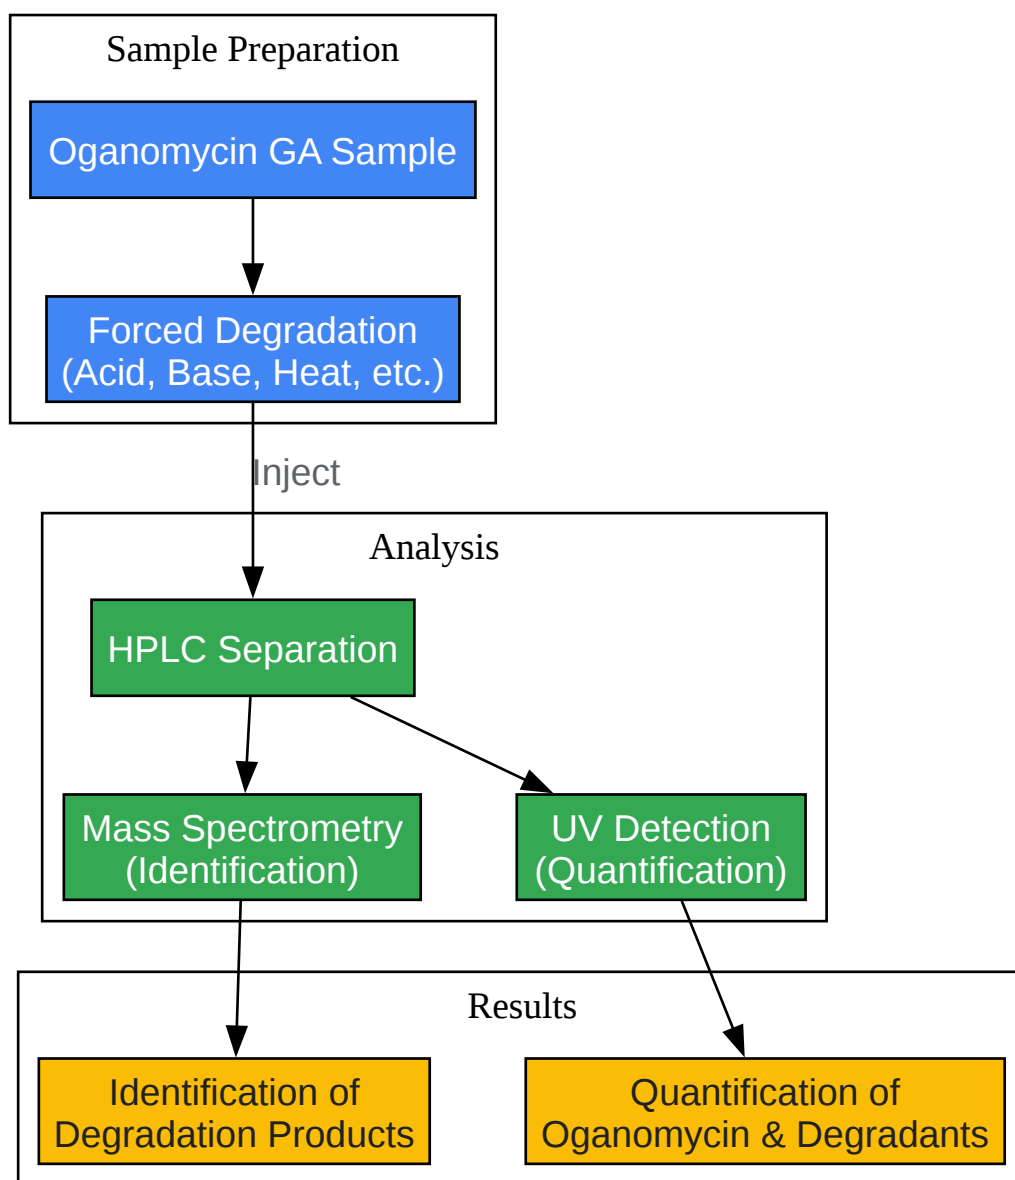 Sample Preparation
Oganomycin GA Sample
Forced Degradation
(Acid, Base, Heat, etc.)
Inject
Analysis
HPLC Separation
Mass Spectrometry
(Identification)
UV Detection
(Quantification)
Results
Identification of
Degradation Products
Quantification of
Oganomycin & Degradants